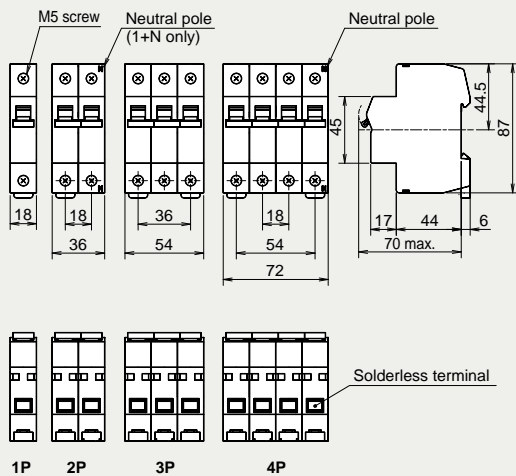 M5 screw
Neutral pole
(1+N only)
Neutral pole
N
N
N
N
45
44.5
87
18
18
36
18
17
44
6
36
54
54
70 max.
72
Solderless terminal
1P
2P
3P
4P